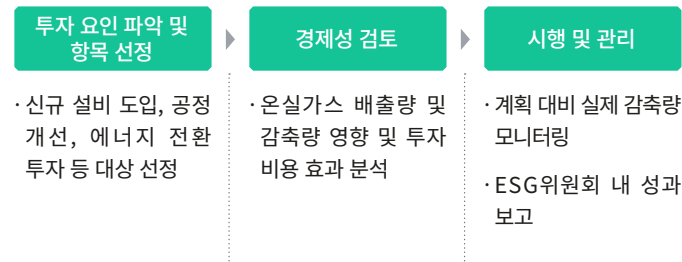 투자 요인 파악 및
항목 선정
경제성 검토
시행 및 관리
· 신규 설비 도입, 공정
개선, 에너지 전환
투자 등 대상 선정
· 온실가스 배출량 및
감축량 영향 및 투자
비용 효과 분석
· 계획 대비 실제 감축량
모니터링
· ESG위원회 내 성과
보고